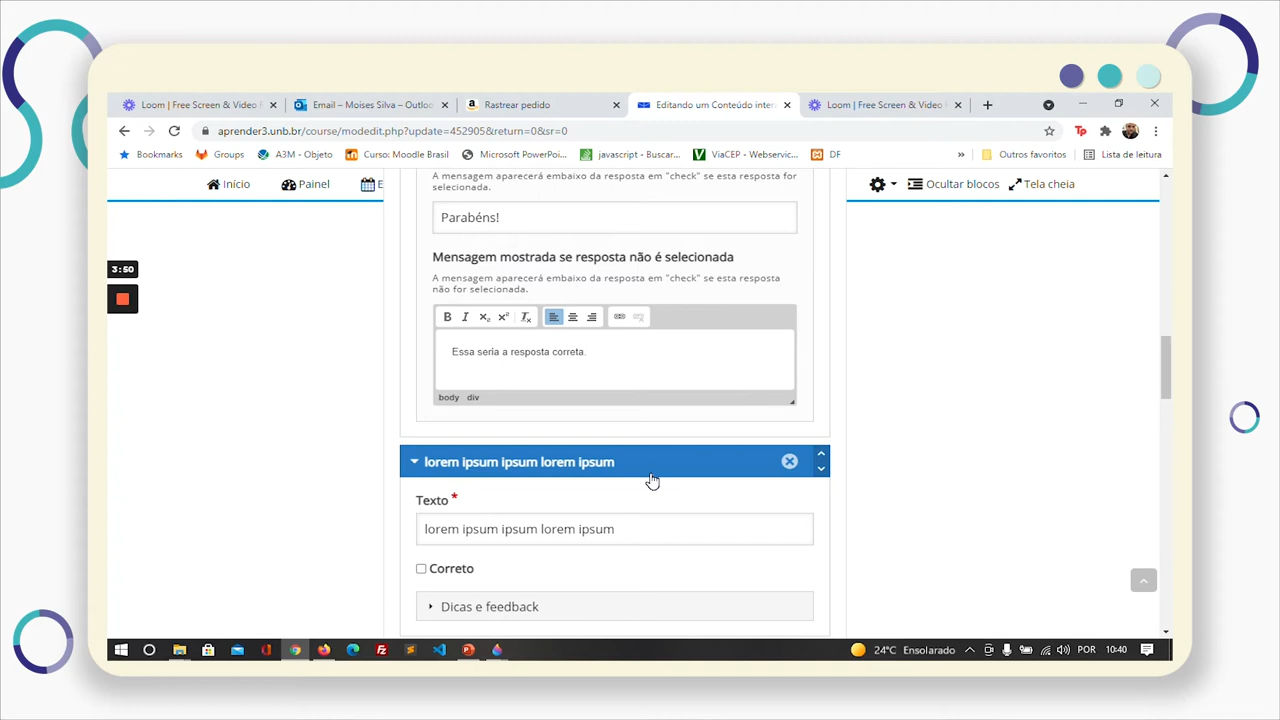 Loom | Free Screen & Video F
Email – Moises Silva – Outloo
Rastrear pedido
Editando um Conteúdo inter
Loom | Free Screen & Video F
aprender3.unb.br/course/modedit.php?update=452905&return=0&sr=0
Bookmarks
Groups
A3M - Objeto
Curso: Moodle Brasil
Microsoft PowerPoi...
javascript - Buscar...
ViaCEP - Webservic...
DF
»
Outros favoritos
Lista de leitura
Início
Painel
E
Ocultar blocos
Tela cheia
A mensagem aparecerá embaixo da resposta em "check" se esta resposta for
selecionada.
Parabéns!
3:50
Mensagem mostrada se resposta não é selecionada
A mensagem aparecerá embaixo da resposta em "check" se esta resposta
não for selecionada.
B I X₂ X² Tx
Essa seria a resposta correta.
body div
lorem ipsum ipsum lorem ipsum
Texto *
lorem ipsum ipsum lorem ipsum
Correto
Dicas e feedback
24°C Ensolarado
POR
10:40